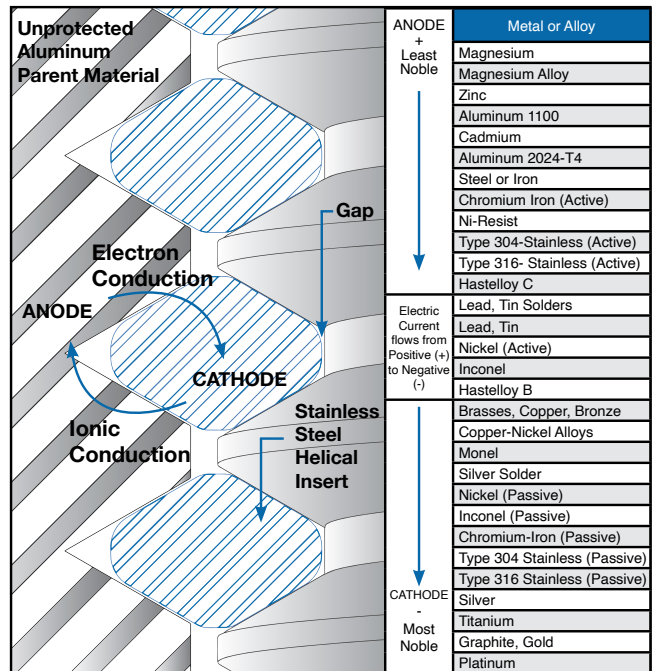 Unprotected
Aluminum
Parent Material
Gap
Electron
Conduction
ANODE
CATHODE
Ionic
Conduction
Stainless
Steel
Helical
Insert
ANODE
+
Least
Noble
Electric
Current
flows from
Positive (+)
to Negative
(-)
CATHODE
-
Most
Noble
Metal or Alloy
Magnesium
Magnesium Alloy
Zinc
Aluminum 1100
Cadmium
Aluminum 2024-T4
Steel or Iron
Chromium Iron (Active)
Ni-Resist
Type 304-Stainless (Active)
Type 316- Stainless (Active)
Hastelloy C
Lead, Tin Solders
Lead, Tin
Nickel (Active)
Inconel
Hastelloy B
Brasses, Copper, Bronze
Copper-Nickel Alloys
Monel
Silver Solder
Nickel (Passive)
Inconel (Passive)
Chromium-Iron (Passive)
Type 304 Stainless (Passive)
Type 316 Stainless (Passive)
Silver
Titanium
Graphite, Gold
Platinum